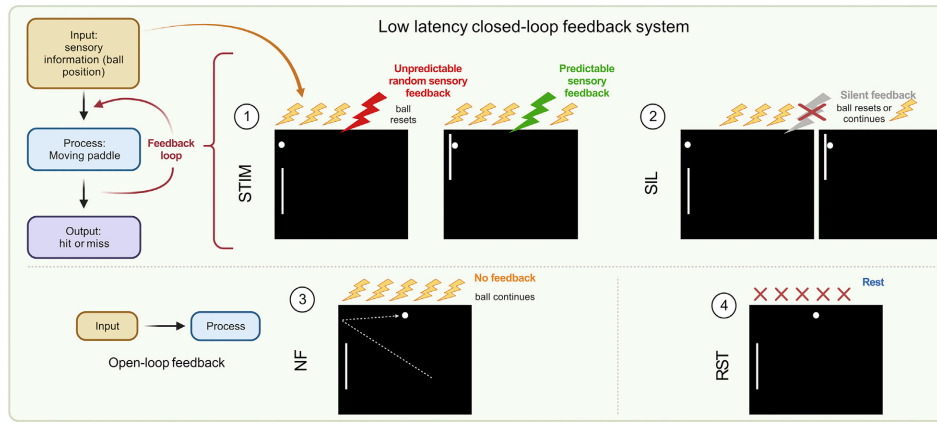 Low latency closed-loop feedback system
Input:
sensory
information (ball
position)
Process:
Moving paddle
Feedback
loop
Output:
hit or miss
1
STIM
Unpredictable
random sensory
feedback
ball
resets
Predictable
sensory
feedback
2
SIL
Silent feedback
ball resets or
continues
Input
Process
Open-loop feedback
3
NF
No feedback
ball continues
4
RST
Rest